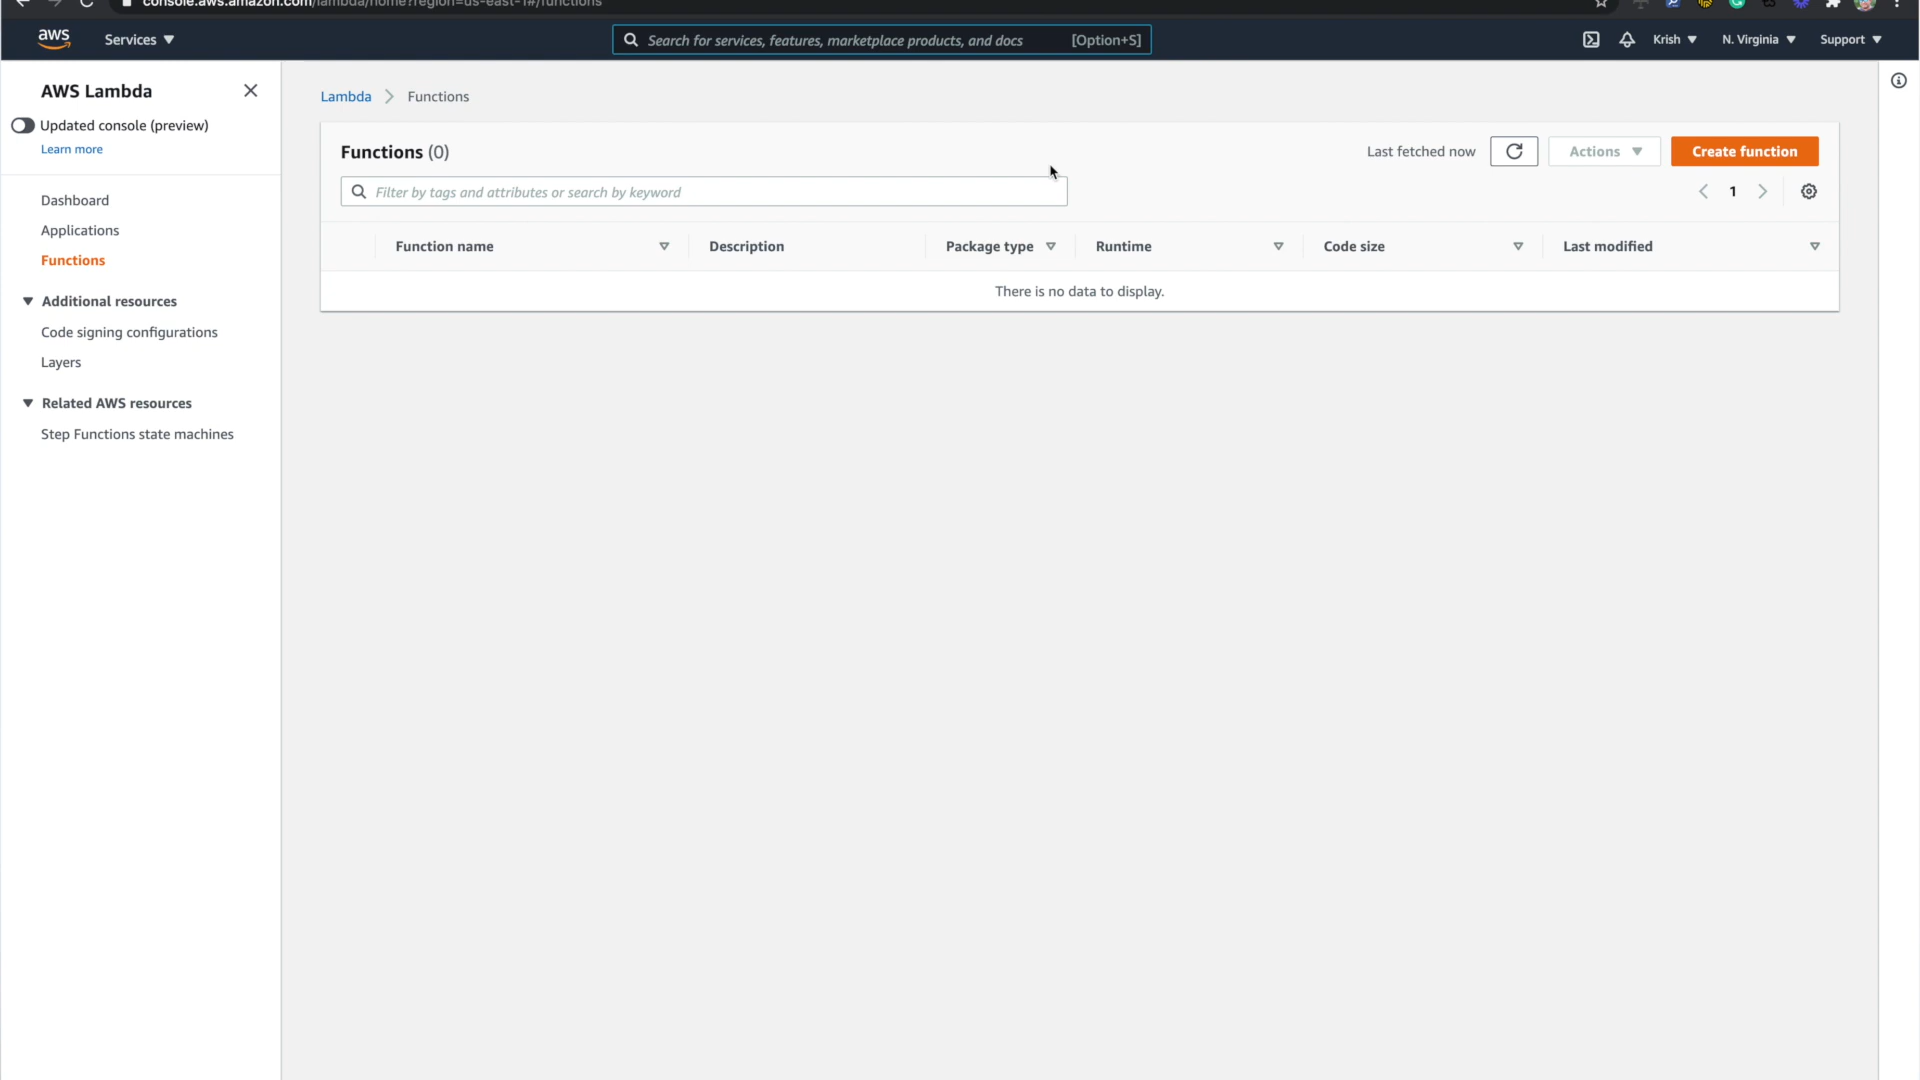 console.aws.amazon.com/lambda/home?region=us-east-1#/functions
aws
Services
Search for services, features, marketplace products, and docs
[Option+S]
Krish
N. Virginia
Support
AWS Lambda
Updated console (preview)
Learn more
Dashboard
Applications
Functions
Additional resources
Code signing configurations
Layers
Related AWS resources
Step Functions state machines
Lambda
Functions
Functions (0)
Last fetched now
Actions
Create function
Filter by tags and attributes or search by keyword
1
Function name
Description
Package type
Runtime
Code size
Last modified
There is no data to display.